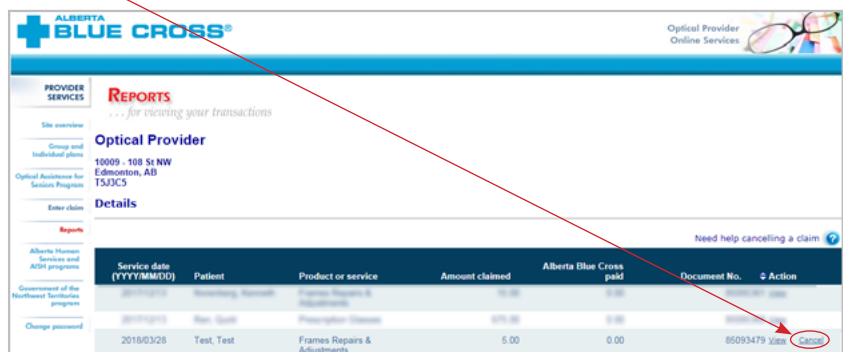 ALBERTA
BLUE CROSS®
Optical Provider
Online Services
PROVIDER
SERVICES
Site overview
Group and
Individual plans
Optical Assistance for
Seniors Program
Enter claim
Reports
Alberta Human
Services and
AISH programs
Government of the
Northwest Territories
program
Change password
REPORTS
. . . for viewing your transactions
Optical Provider
10009 - 108 St NW
Edmonton, AB
T5J3C5
Details
Need help cancelling a claim ?
Service date (YYYY/MM/DD) Patient Product or service Amount claimed Alberta Blue Cross paid Document No. Action
2018/03/28 Test, Test Frames Repairs & Adjustments 5.00 0.00 85093479 View Cancel